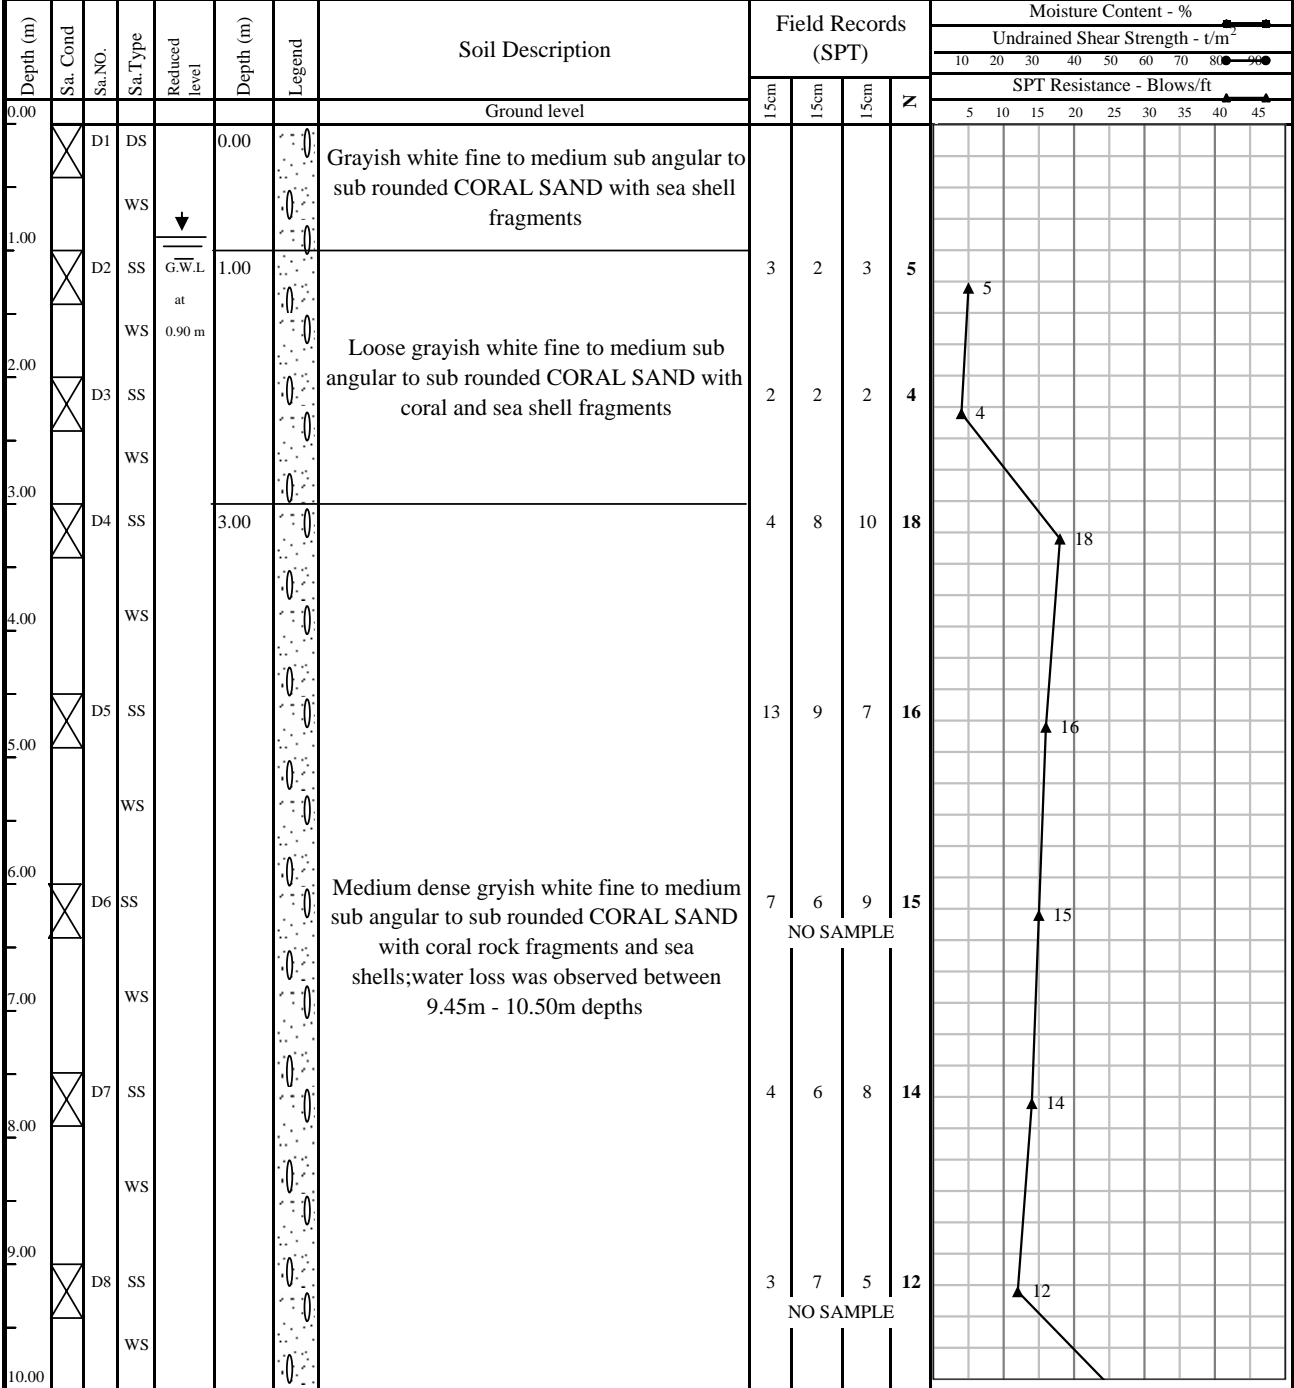 Depth (m)
Sa. Cond
Sa.NO.
Sa.Type
Reduced
level
Depth (m)
Legend
Soil Description
Field Records
(SPT)
Moisture Content - %
Undrained Shear Strength - t/m²
10 20 30 40 50 60 70 80 90
SPT Resistance - Blows/ft
0.00
Ground level
15cm 15cm 15cm N
5 10 15 20 25 30 35 40 45
D1 DS 0.00
Grayish white fine to medium sub angular to
sub rounded CORAL SAND with sea shell
fragments
WS
1.00
D2 SS G.W.L 1.00 3 2 3 5
5
at
WS 0.90 m
Loose grayish white fine to medium sub
angular to sub rounded CORAL SAND with
coral and sea shell fragments
2.00
D3 SS 2 2 2 4
4
WS
3.00
D4 SS 3.00 4 8 10 18
18
WS
4.00
D5 SS 13 9 7 16
16
5.00
WS
6.00
Medium dense gryish white fine to medium
sub angular to sub rounded CORAL SAND
with coral rock fragments and sea
shells;water loss was observed between
9.45m - 10.50m depths
D6 SS 7 6 9 15
15
NO SAMPLE
WS
7.00
D7 SS 4 6 8 14
14
8.00
WS
9.00
D8 SS 3 7 5 12
12
NO SAMPLE
WS
10.00